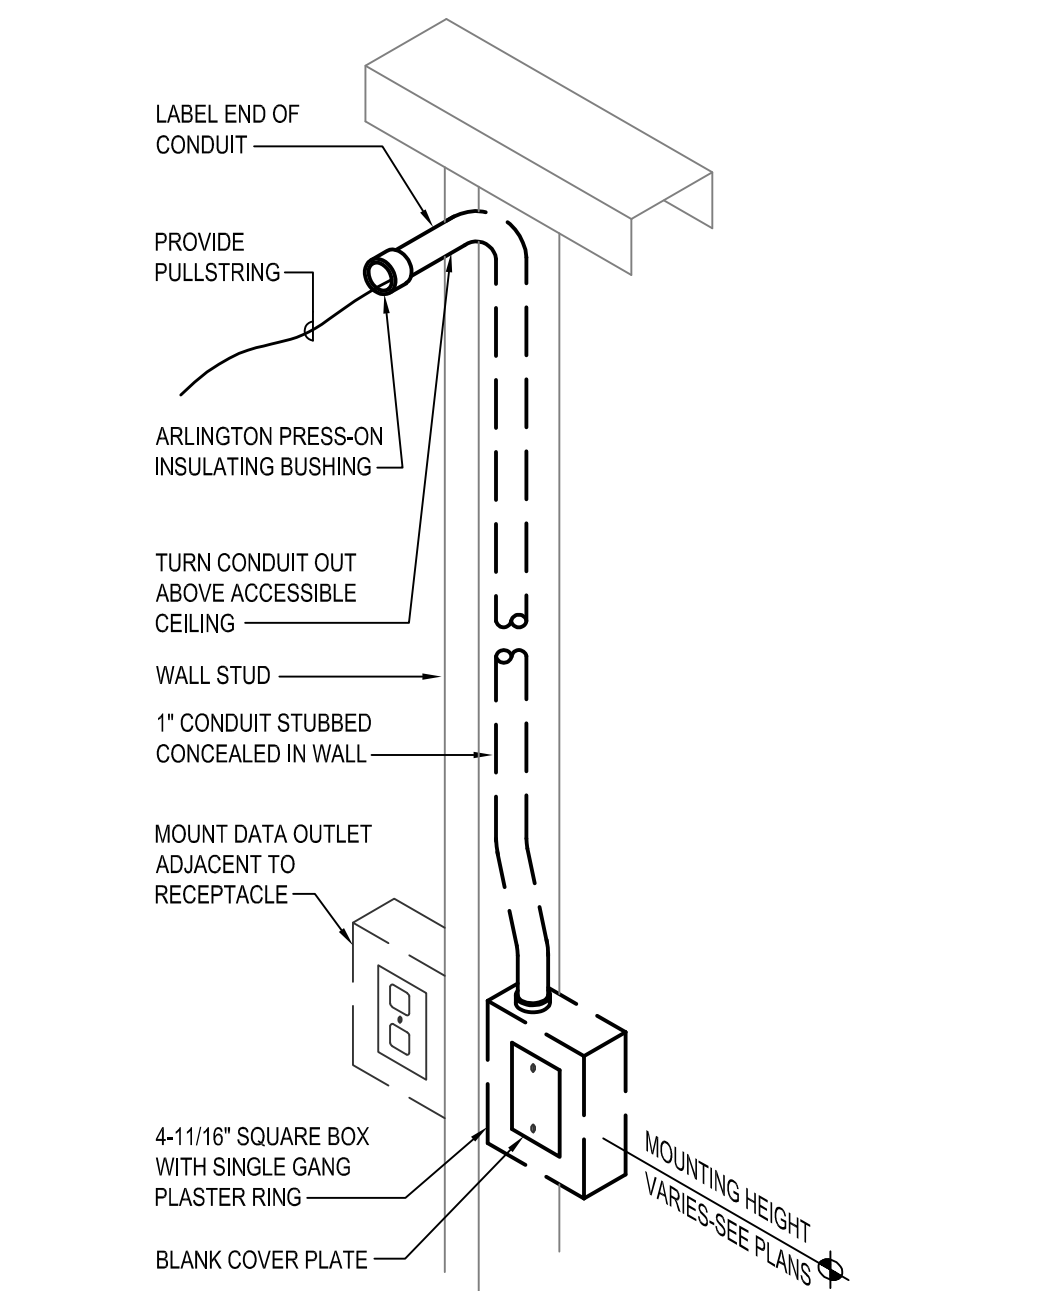 LABEL END OF
CONDUIT
PROVIDE
PULLSTRING
ARLINGTON PRESS-ON
INSULATING BUSHING
TURN CONDUIT OUT
ABOVE ACCESSIBLE
CEILING
WALL STUD
1" CONDUIT STUBBED
CONCEALED IN WALL
MOUNT DATA OUTLET
ADJACENT TO
RECEPTACLE
4-11/16" SQUARE BOX
WITH SINGLE GANG
PLASTER RING
BLANK COVER PLATE
MOUNTING HEIGHT
VARIES-SEE PLANS